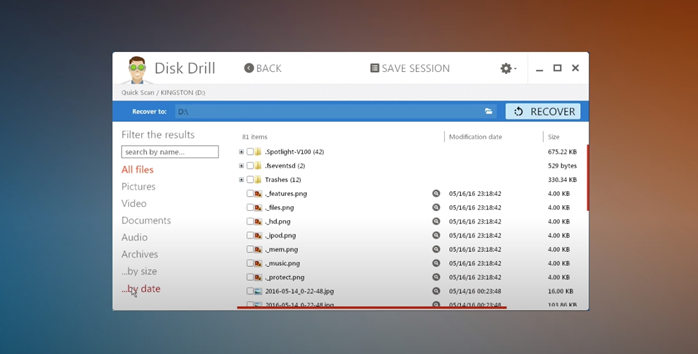 Disk Drill
BACK
SAVE SESSION
Quick Scan / KINGSTON (D:)
Recover to:
D:\
RECOVER
Filter the results
search by name...
All files
Pictures
Video
Documents
Audio
Archives
...by size
...by date
81 items Modification date Size
.Spotlight-V100 (42) 675.22 KB
.fseventsd (2) 529 bytes
Trashes (12) 330.34 KB
._features.png 05/16/16 23:18:42 4.00 KB
._files.png 05/16/16 23:18:42 4.00 KB
._hd.png 05/16/16 23:18:42 4.00 KB
._ipod.png 05/16/16 23:18:42 4.00 KB
._mem.png 05/16/16 23:18:42 4.00 KB
._music.png 05/16/16 23:18:42 4.00 KB
._protect.png 05/16/16 23:18:42 4.00 KB
2016-05-14_0-22-48.jpg 05/14/16 00:23:48 16.00 KB
2016-05-14_0-22-48.jpg 05/14/16 00:23:48 103.86 KB